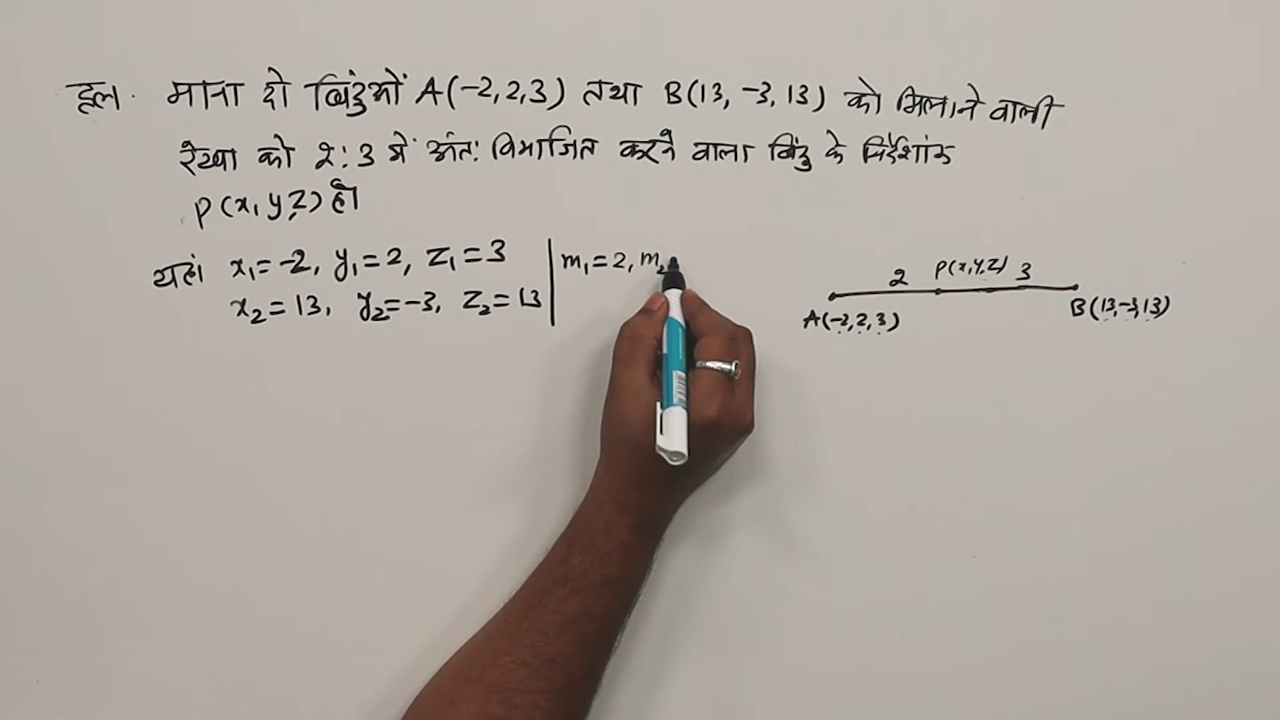 हल. माना दो बिंदुओं A(-2,2,3) तथा B(13, -3, 13) को मिलाने वाली
रेखा को 2:3 में अंतः विभाजित करने वाला बिंदु के निर्देशांक
P(x, y, z) हो
यहां x₁=-2, y₁=2, z₁=3
x₂=13, y₂=-3, z₂=13
m₁=2, m₂
2 P(x,y,z) 3
A(-2,2,3)
B(13,-3,13)